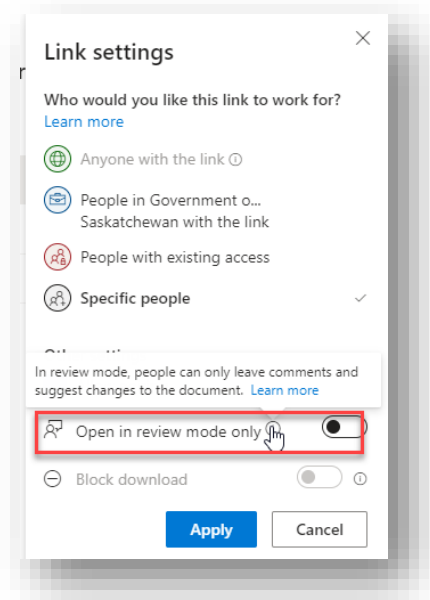 Link settings
Who would you like this link to work for?
Learn more
Anyone with the link
People in Government o...
Saskatchewan with the link
People with existing access
Specific people
In review mode, people can only leave comments and
suggest changes to the document. Learn more
Open in review mode only
Block download
Apply Cancel